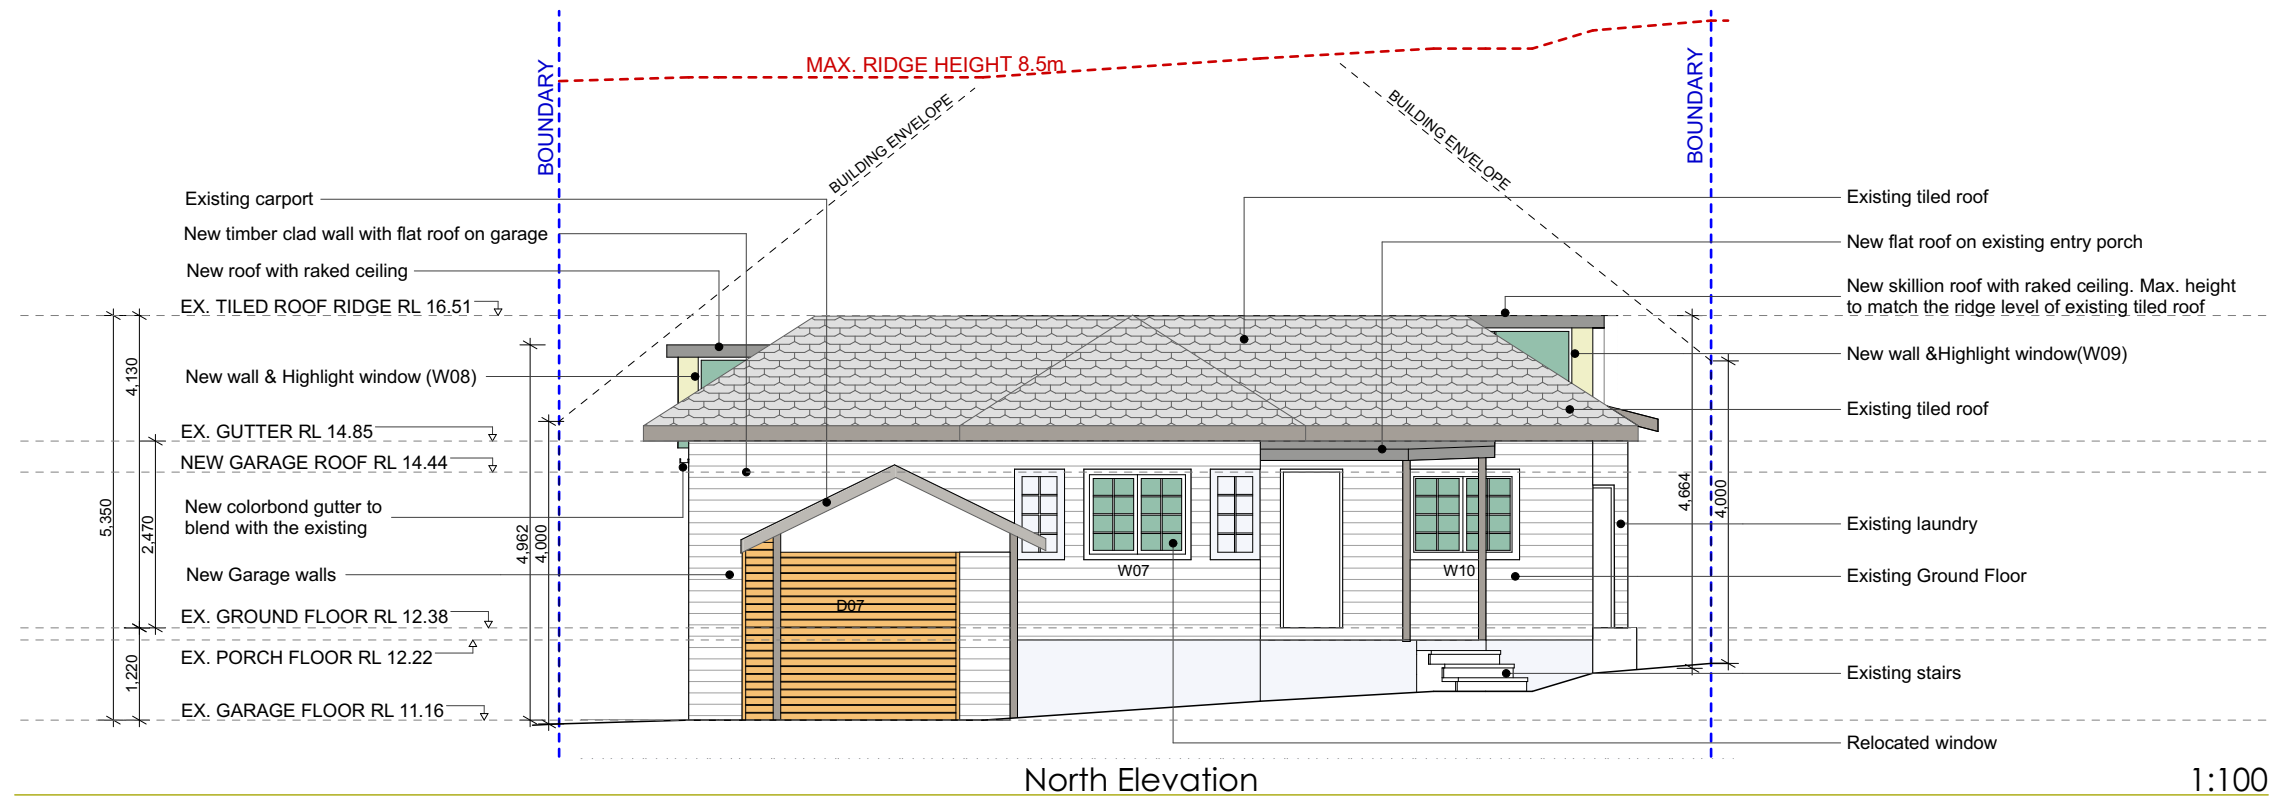 MAX. RIDGE HEIGHT 8.5m
BOUNDARY
BOUNDARY
BUILDING ENVELOPE
BUILDING ENVELOPE
Existing carport
New timber clad wall with flat roof on garage
New roof with raked ceiling
EX. TILED ROOF RIDGE RL 16.51
New wall & Highlight window (W08)
EX. GUTTER RL 14.85
NEW GARAGE ROOF RL 14.44
New colorbond gutter to
blend with the existing
New Garage walls
EX. GROUND FLOOR RL 12.38
EX. PORCH FLOOR RL 12.22
EX. GARAGE FLOOR RL 11.16
5,350
4,130
1,220
2,470
4,962
4,000
D07
W07
W10
4,664
4,000
Existing tiled roof
New flat roof on existing entry porch
New skillion roof with raked ceiling. Max. height
to match the ridge level of existing tiled roof
New wall &Highlight window(W09)
Existing tiled roof
Existing laundry
Existing Ground Floor
Existing stairs
Relocated window
North Elevation
1:100